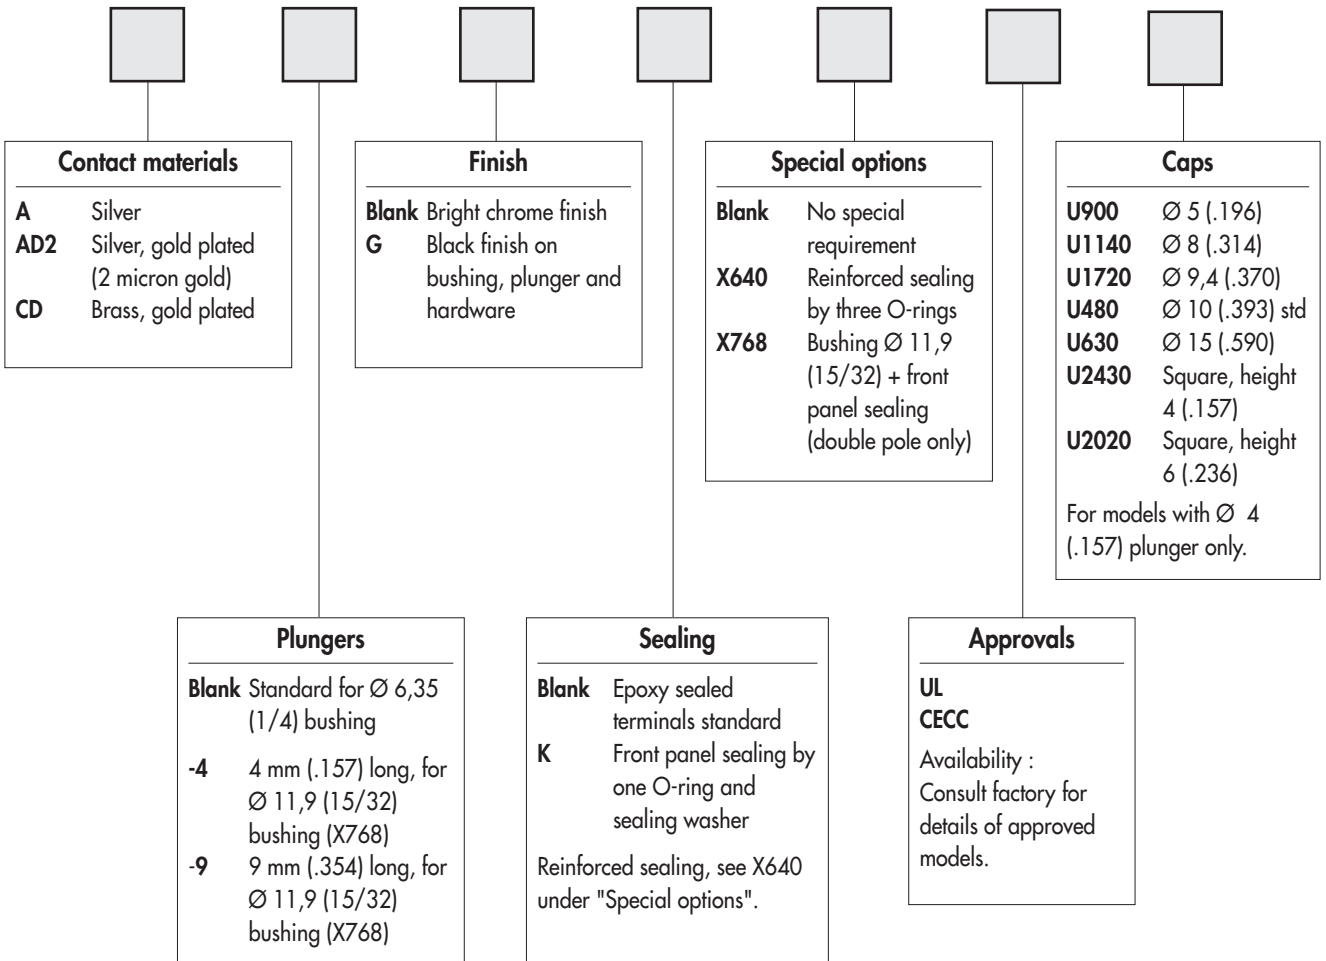 Contact materials
A Silver
AD2 Silver, gold plated
(2 micron gold)
CD Brass, gold plated
Finish
Blank Bright chrome finish
G Black finish on
bushing, plunger and
hardware
Special options
Blank No special
requirement
X640 Reinforced sealing
by three O-rings
X768 Bushing Ø 11,9
(15/32) + front
panel sealing
(double pole only)
Caps
U900 Ø 5 (.196)
U1140 Ø 8 (.314)
U1720 Ø 9,4 (.370)
U480 Ø 10 (.393) std
U630 Ø 15 (.590)
U2430 Square, height
4 (.157)
U2020 Square, height
6 (.236)
For models with Ø 4
(.157) plunger only.
Plungers
Blank Standard for Ø 6,35
(1/4) bushing
-4 4 mm (.157) long, for
Ø 11,9 (15/32)
bushing (X768)
-9 9 mm (.354) long, for
Ø 11,9 (15/32)
bushing (X768)
Sealing
Blank Epoxy sealed
terminals standard
K Front panel sealing by
one O-ring and
sealing washer
Reinforced sealing, see X640
under "Special options".
Approvals
UL
CECC
Availability :
Consult factory for
details of approved
models.